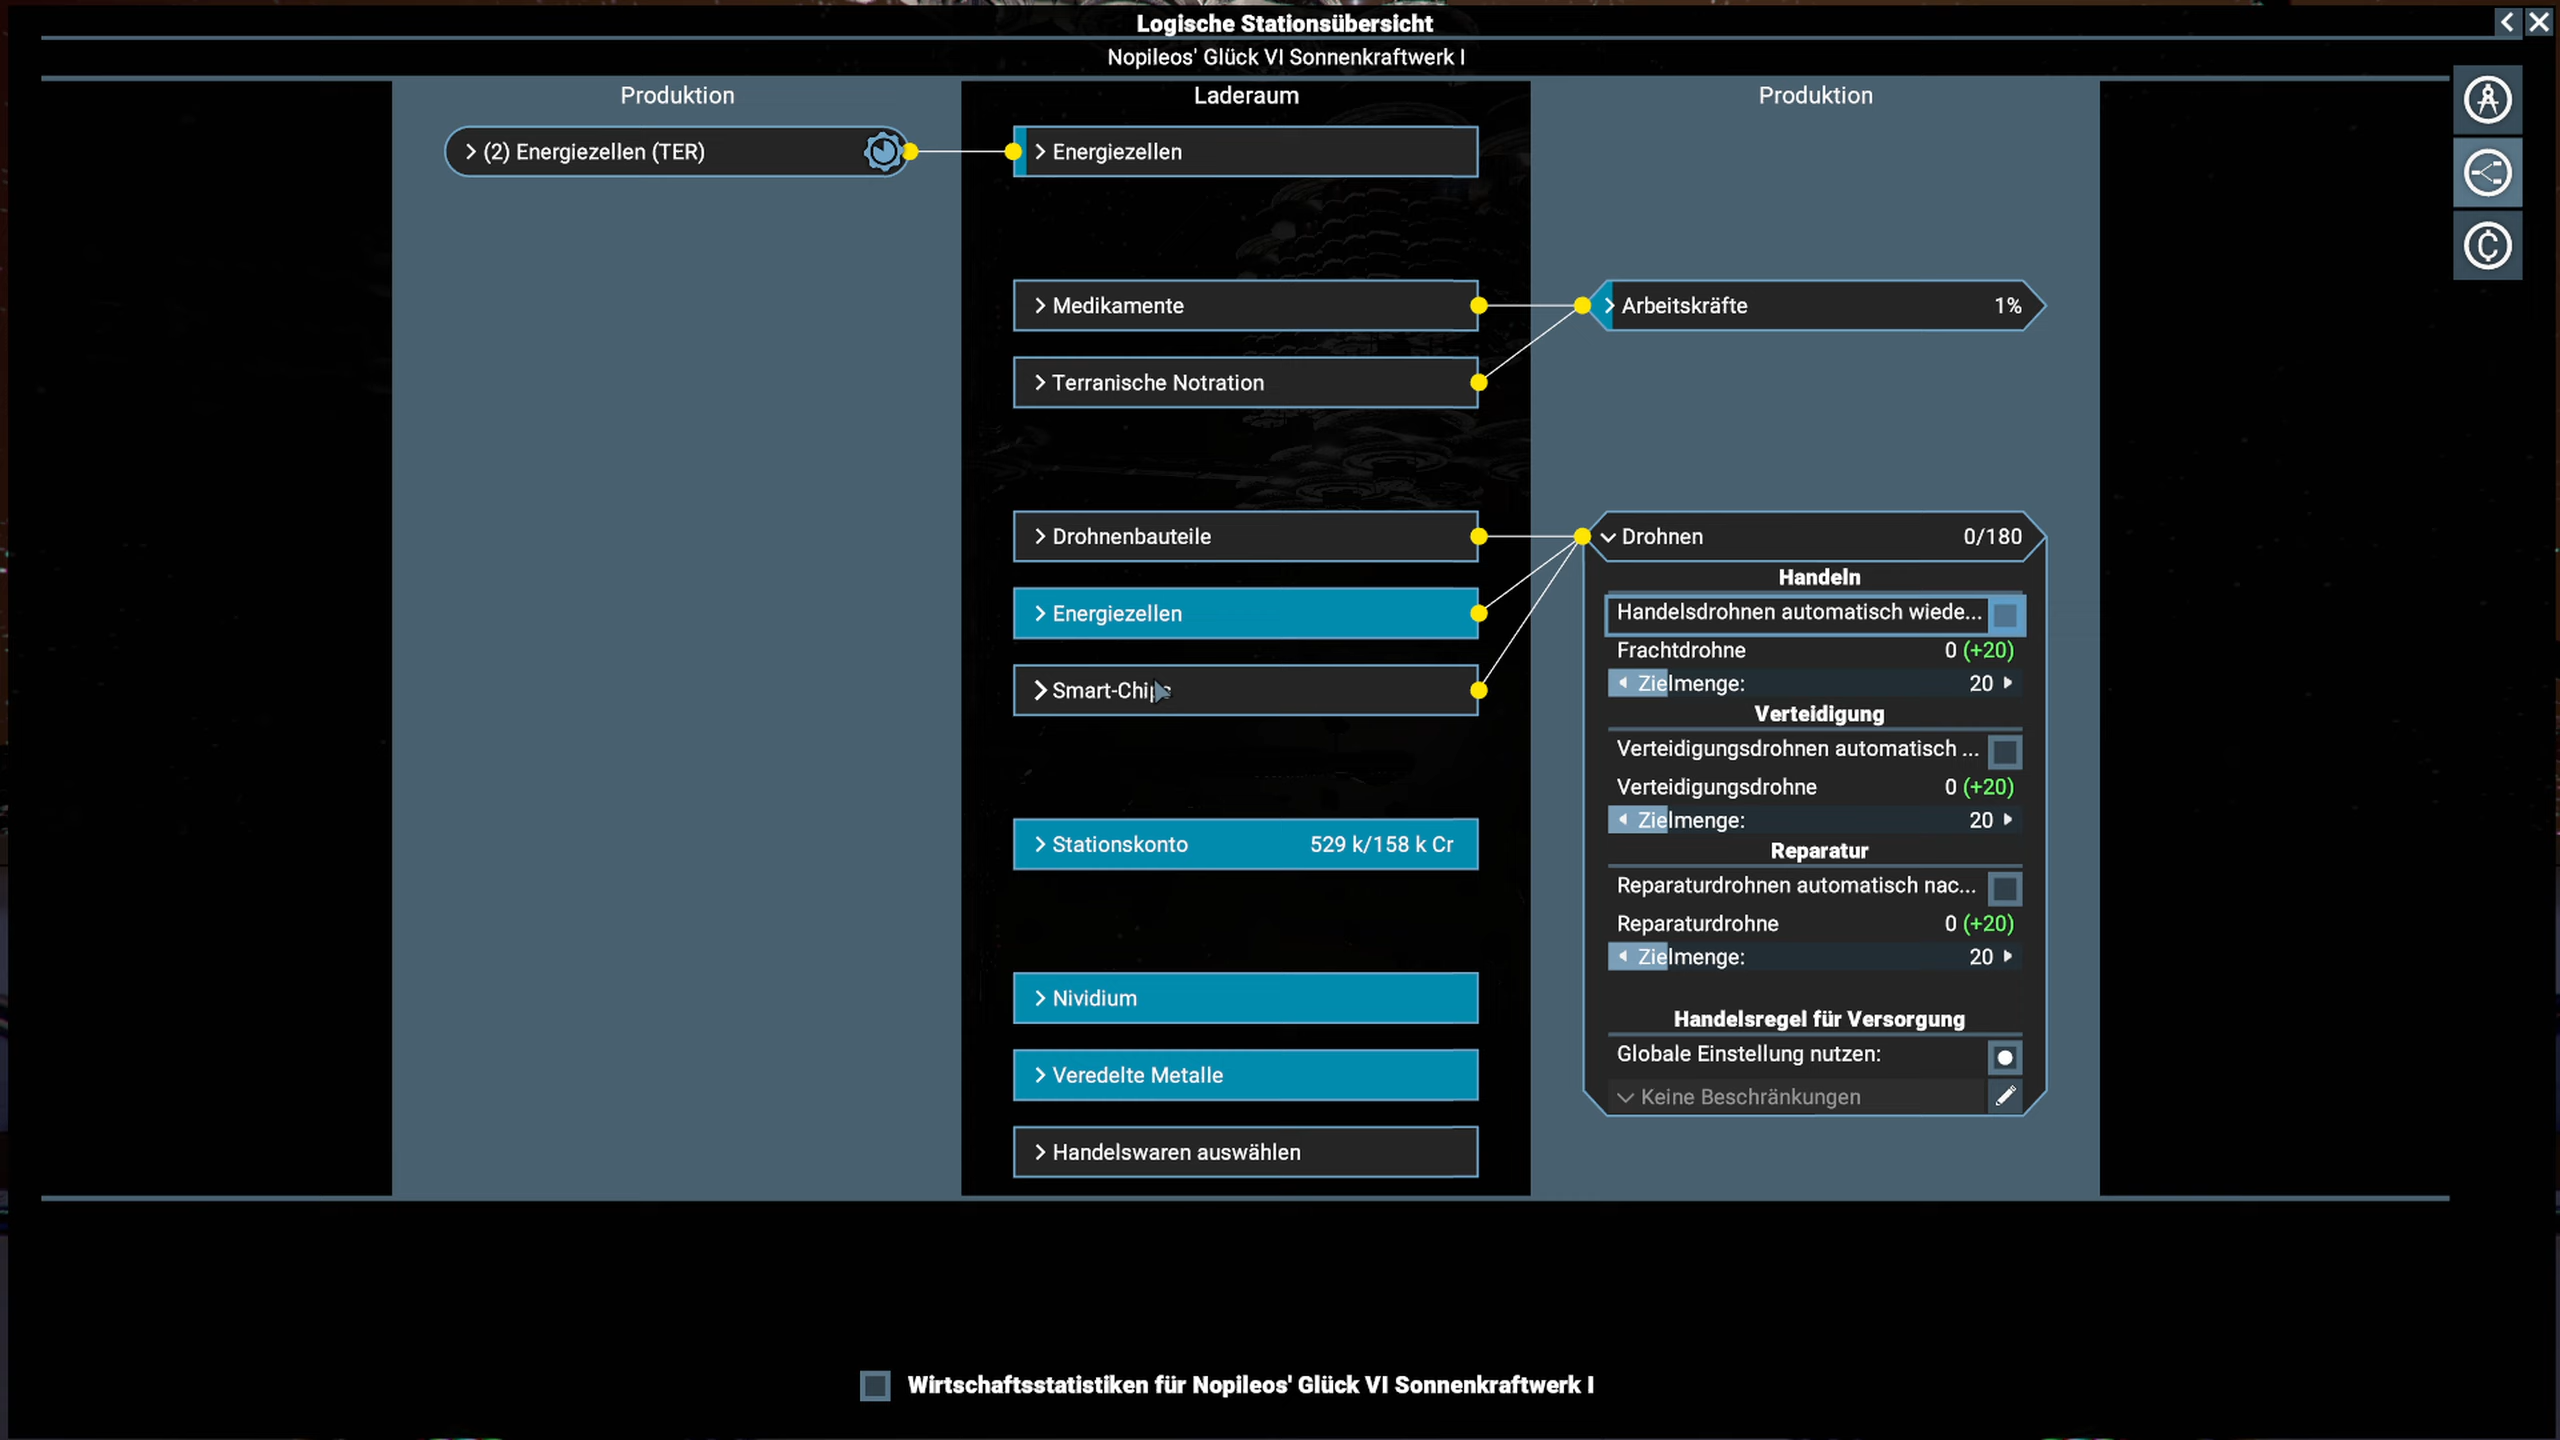 Logische Stationsübersicht
Nopileos' Glück VI Sonnenkraftwerk I
Produktion
Laderaum
Produktion
(2) Energiezellen (TER)
Energiezellen
Medikamente
Arbeitskräfte 1%
Terranische Notration
Drohnenbauteile
Drohnen 0/180
Handeln
Energiezellen
Handelsdrohnen automatisch wiede...
Frachtdrohne 0 (+20)
Smart-Chips
Zielmenge: 20
Verteidigung
Verteidigungsdrohnen automatisch ...
Verteidigungsdrohne 0 (+20)
Zielmenge: 20
Stationskonto 529 k/158 k Cr
Reparatur
Reparaturdrohnen automatisch nac...
Reparaturdrohne 0 (+20)
Zielmenge: 20
Nividium
Handelsregel für Versorgung
Globale Einstellung nutzen:
Veredelte Metalle
Keine Beschränkungen
Handelswaren auswählen
Wirtschaftsstatistiken für Nopileos' Glück VI Sonnenkraftwerk I